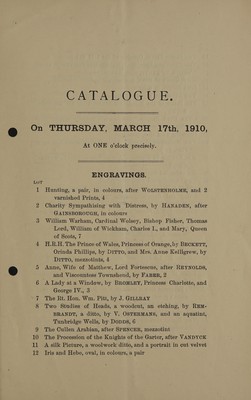 CATALOGUE.
On THURSDAY, MARCH 17th, 1910,
At ONE o'clock precisely.
ENGRAVINGS.
LOT
1 Hunting, a pair, in colours, after WOLSTENHOLME, and 2
varnished Prints, 4
2 Charity Sympathising with Distress, by HANADEN, after
GAINSBOROUGH, in colours
3 William Warham, Cardinal Wolsey, Bishop Fisher, Thomas
Lord, William of Wickham, Charles I., and Mary, Queen
of Scots, 7
4 H.R.H. The Prince of Wales, Princess of Orange, by BECKETT,
Orinda Phillips, by DITTO, and Mrs. Anne Killigrew, by
DITTO, mezzotints, 4
5 Anne, Wife of Matthew, Lord Fortescue, after REYNOLDS,
and Viscountess Townshend, by FABER, 2
6 A Lady at a Window, by BROMLEY, Princess Charlotte, and
George IV., 3
7 The Rt. Hon. Wm. Pitt, by J. GILLRAY
8 Two Studies of Heads, a woodcut, an etching, by REM-
BRANDT, a ditto, by V. OSTERMANS, and an aquatint,
Tunbridge Wells, by DODDS, 6
9 The Cullen Arabian, after SPENCER, mezzotint
10 The Procession of the Knights of the Garter, after VANDYCK
11 A silk Picture, a woolwork ditto, and a portrait in cut velvet
12 Iris and Hebe, oval, in colours, a pair